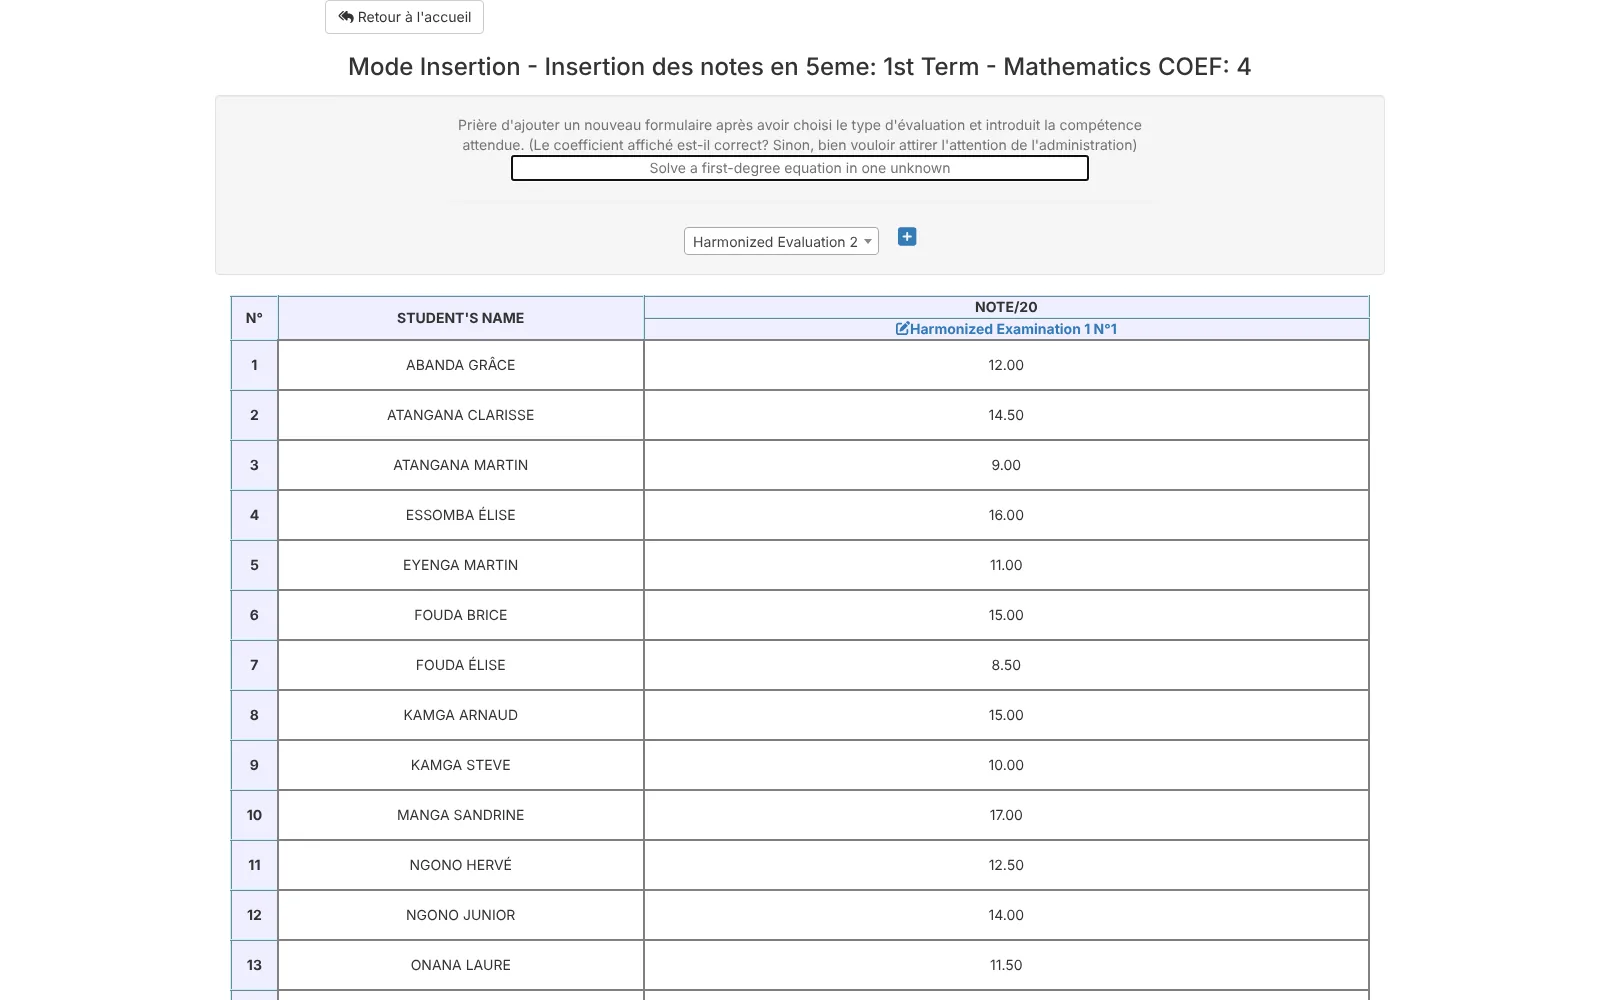 Retour à l'accueil
Mode Insertion - Insertion des notes en 5eme: 1st Term - Mathematics COEF: 4
Prière d'ajouter un nouveau formulaire après avoir choisi le type d'évaluation et introduit la compétence
attendue. (Le coefficient affiché est-il correct? Sinon, bien vouloir attirer l'attention de l'administration)
Solve a first-degree equation in one unknown
Harmonized Evaluation 2
N° STUDENT'S NAME NOTE/20
Harmonized Examination 1 N°1
1 ABANDA GRÂCE 12.00
2 ATANGANA CLARISSE 14.50
3 ATANGANA MARTIN 9.00
4 ESSOMBA ÉLISE 16.00
5 EYENGA MARTIN 11.00
6 FOUDA BRICE 15.00
7 FOUDA ÉLISE 8.50
8 KAMGA ARNAUD 15.00
9 KAMGA STEVE 10.00
10 MANGA SANDRINE 17.00
11 NGONO HERVÉ 12.50
12 NGONO JUNIOR 14.00
13 ONANA LAURE 11.50